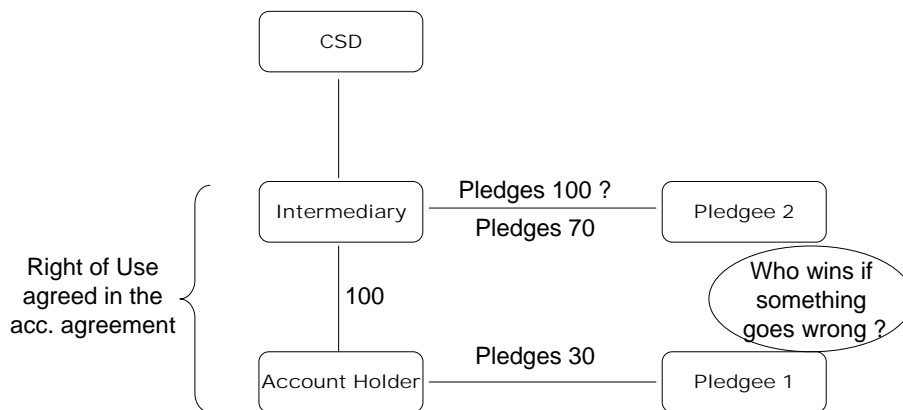 CSD
Pledges 100 ?
Intermediary
Pledgee 2
Pledges 70
Right of Use
agreed in the
acc. agreement
100
Who wins if
something
goes wrong ?
Pledges 30
Account Holder
Pledgee 1